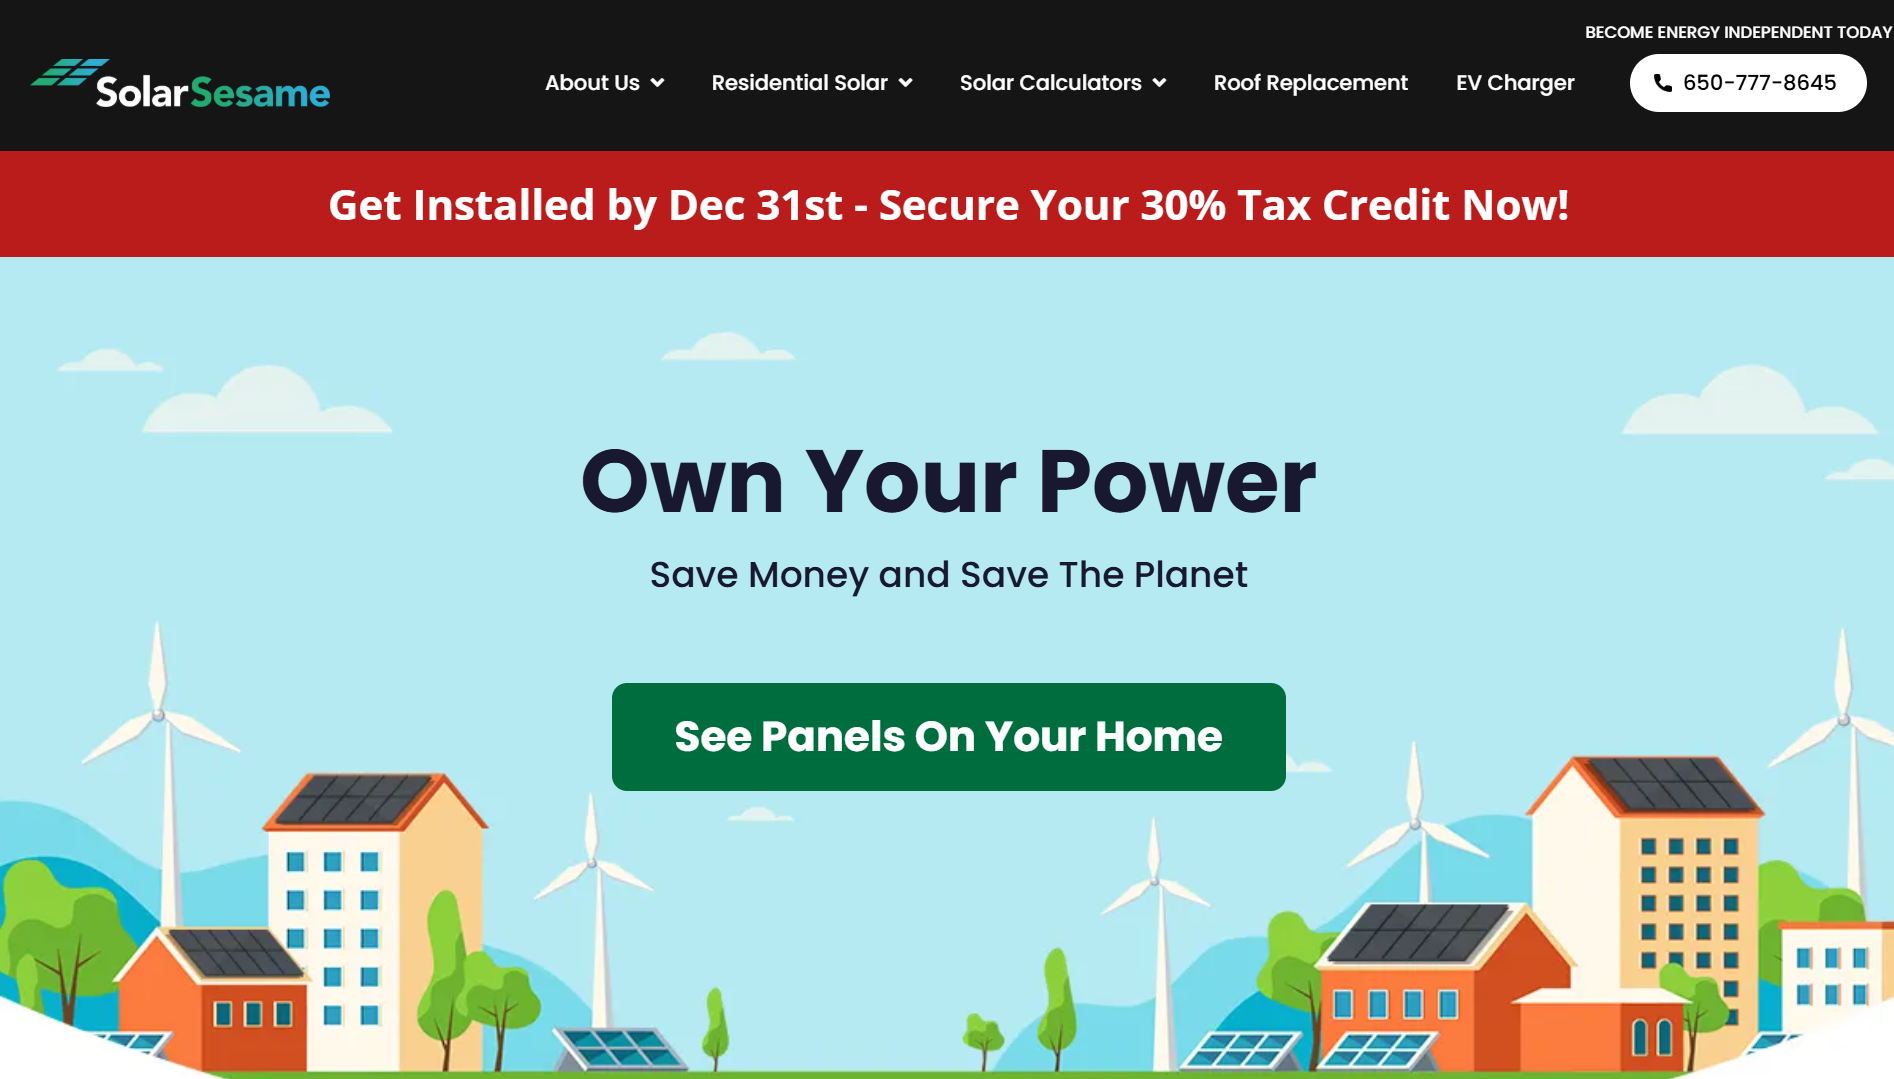 BECOME ENERGY INDEPENDENT TODAY
SolarSesame
About Us
Residential Solar
Solar Calculators
Roof Replacement
EV Charger
650-777-8645
Get Installed by Dec 31st - Secure Your 30% Tax Credit Now!
Own Your Power
Save Money and Save The Planet
See Panels On Your Home